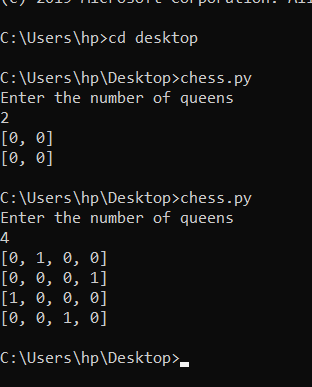 (c) 2019 Microsoft Corporation. All
C:\Users\hp>cd desktop
C:\Users\hp\Desktop>chess.py
Enter the number of queens
2
[0, 0]
[0, 0]
C:\Users\hp\Desktop>chess.py
Enter the number of queens
4
[0, 1, 0, 0]
[0, 0, 0, 1]
[1, 0, 0, 0]
[0, 0, 1, 0]
C:\Users\hp\Desktop>